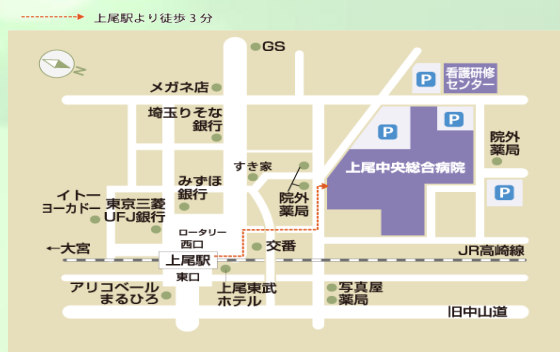 上尾駅より徒歩3分
GS
N
メガネ店
P
看護研修
センター
埼玉りそな
銀行
P
P
すき家
上尾中央総合病院
院外
薬局
みずほ
銀行
院外
薬局
P
イトー
ヨーカドー
東京三菱
UFJ銀行
ロータリー
西口
交番
←大宮
上尾駅
JR高崎線
東口
アリコベール
まるひろ
上尾東武
ホテル
写真屋
薬局
旧中山道